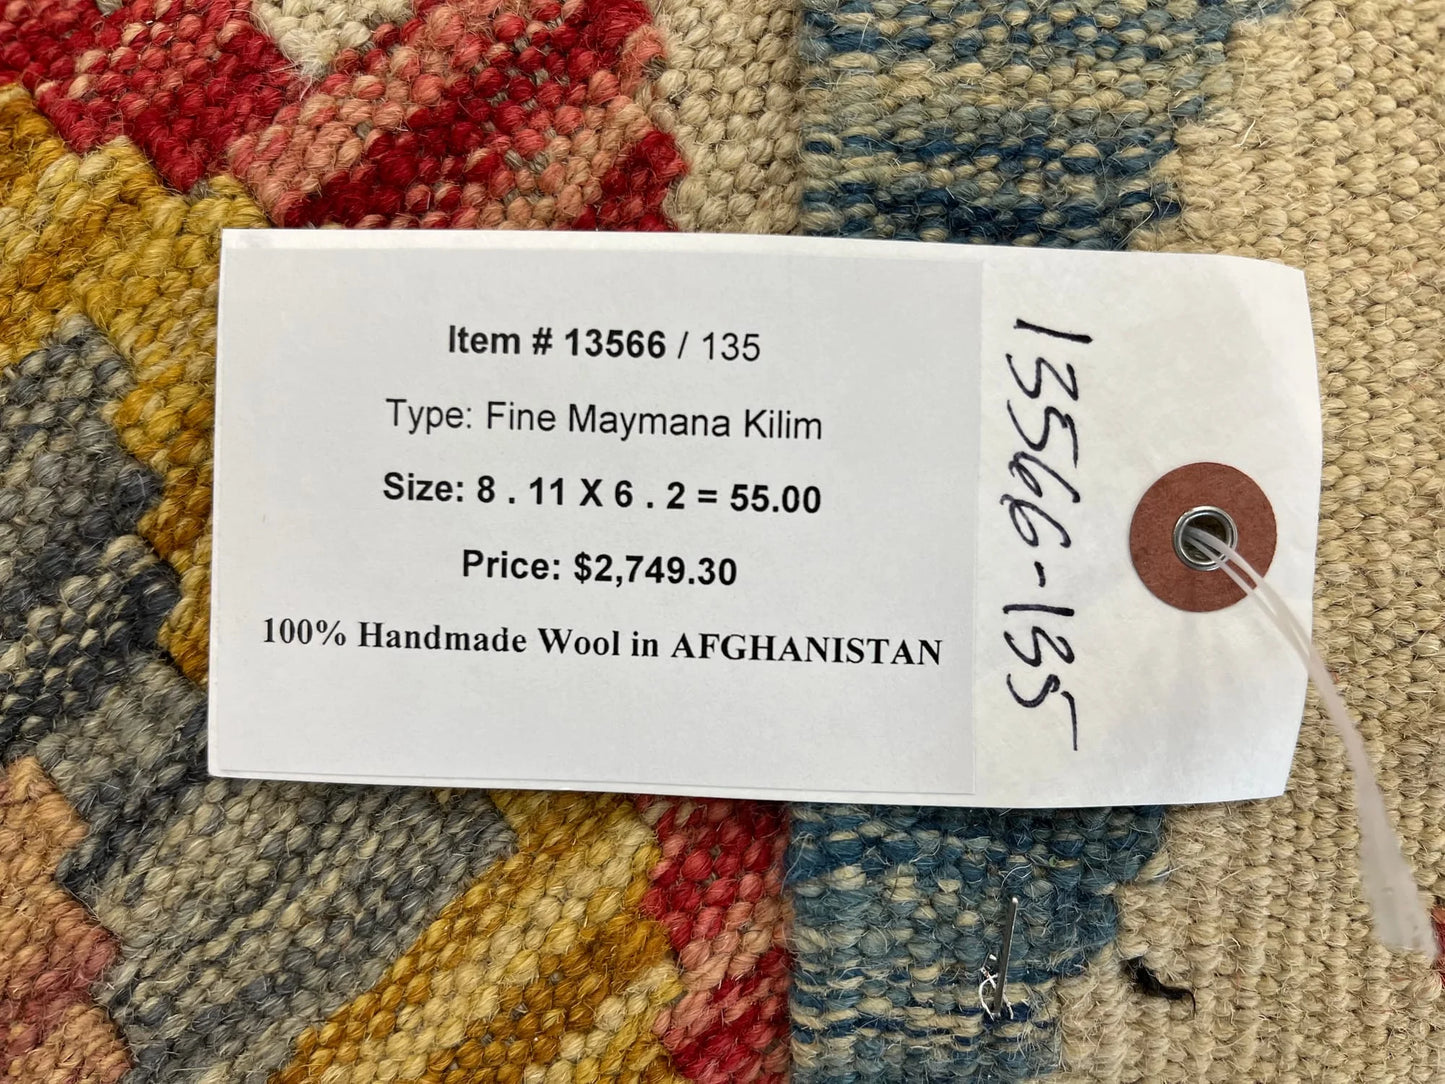 Item # 13566 / 135
Type: Fine Maymana Kilim
Size: 8 . 11 X 6 . 2 = 55.00
Price: $2,749.30
100% Handmade Wool in AFGHANISTAN
13566-135